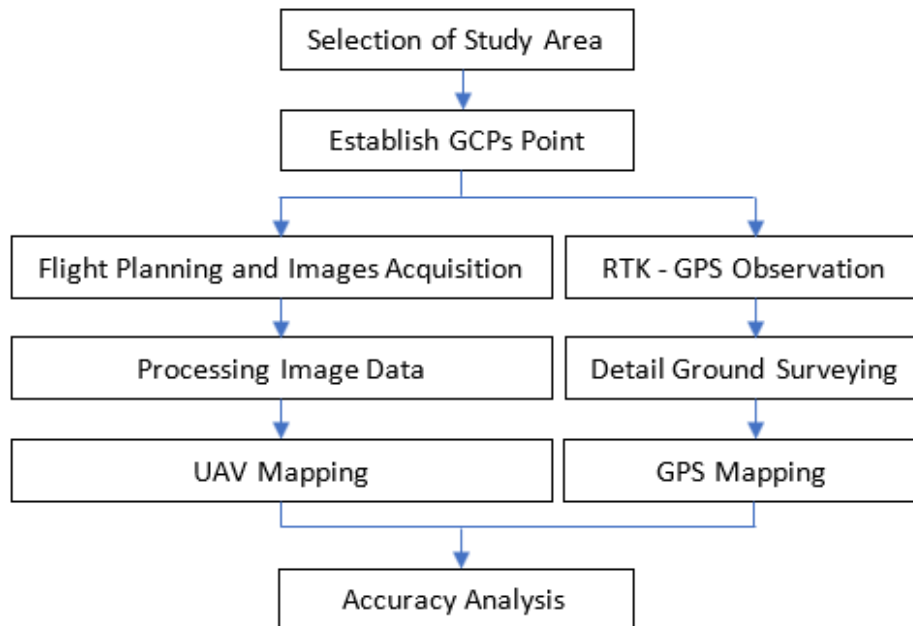 Selection of Study Area
Establish GCPs Point
Flight Planning and Images Acquisition
RTK - GPS Observation
Processing Image Data
Detail Ground Surveying
UAV Mapping
GPS Mapping
Accuracy Analysis